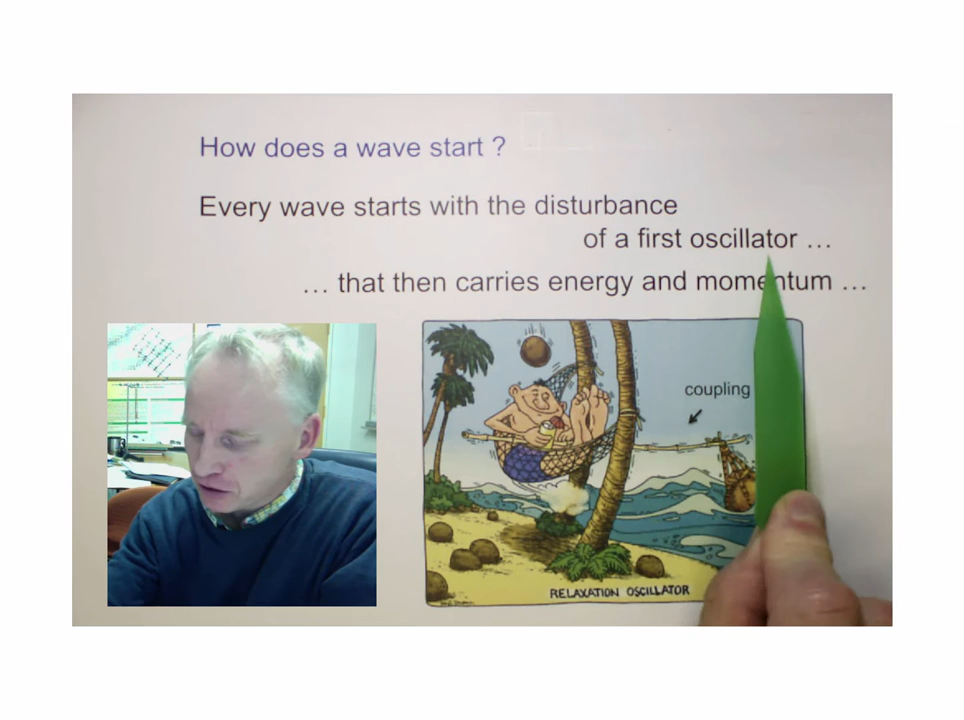 How does a wave start ?
Every wave starts with the disturbance
of a first oscillator ...
... that then carries energy and momentum ...
coupling
RELAXATION OSCILLATOR